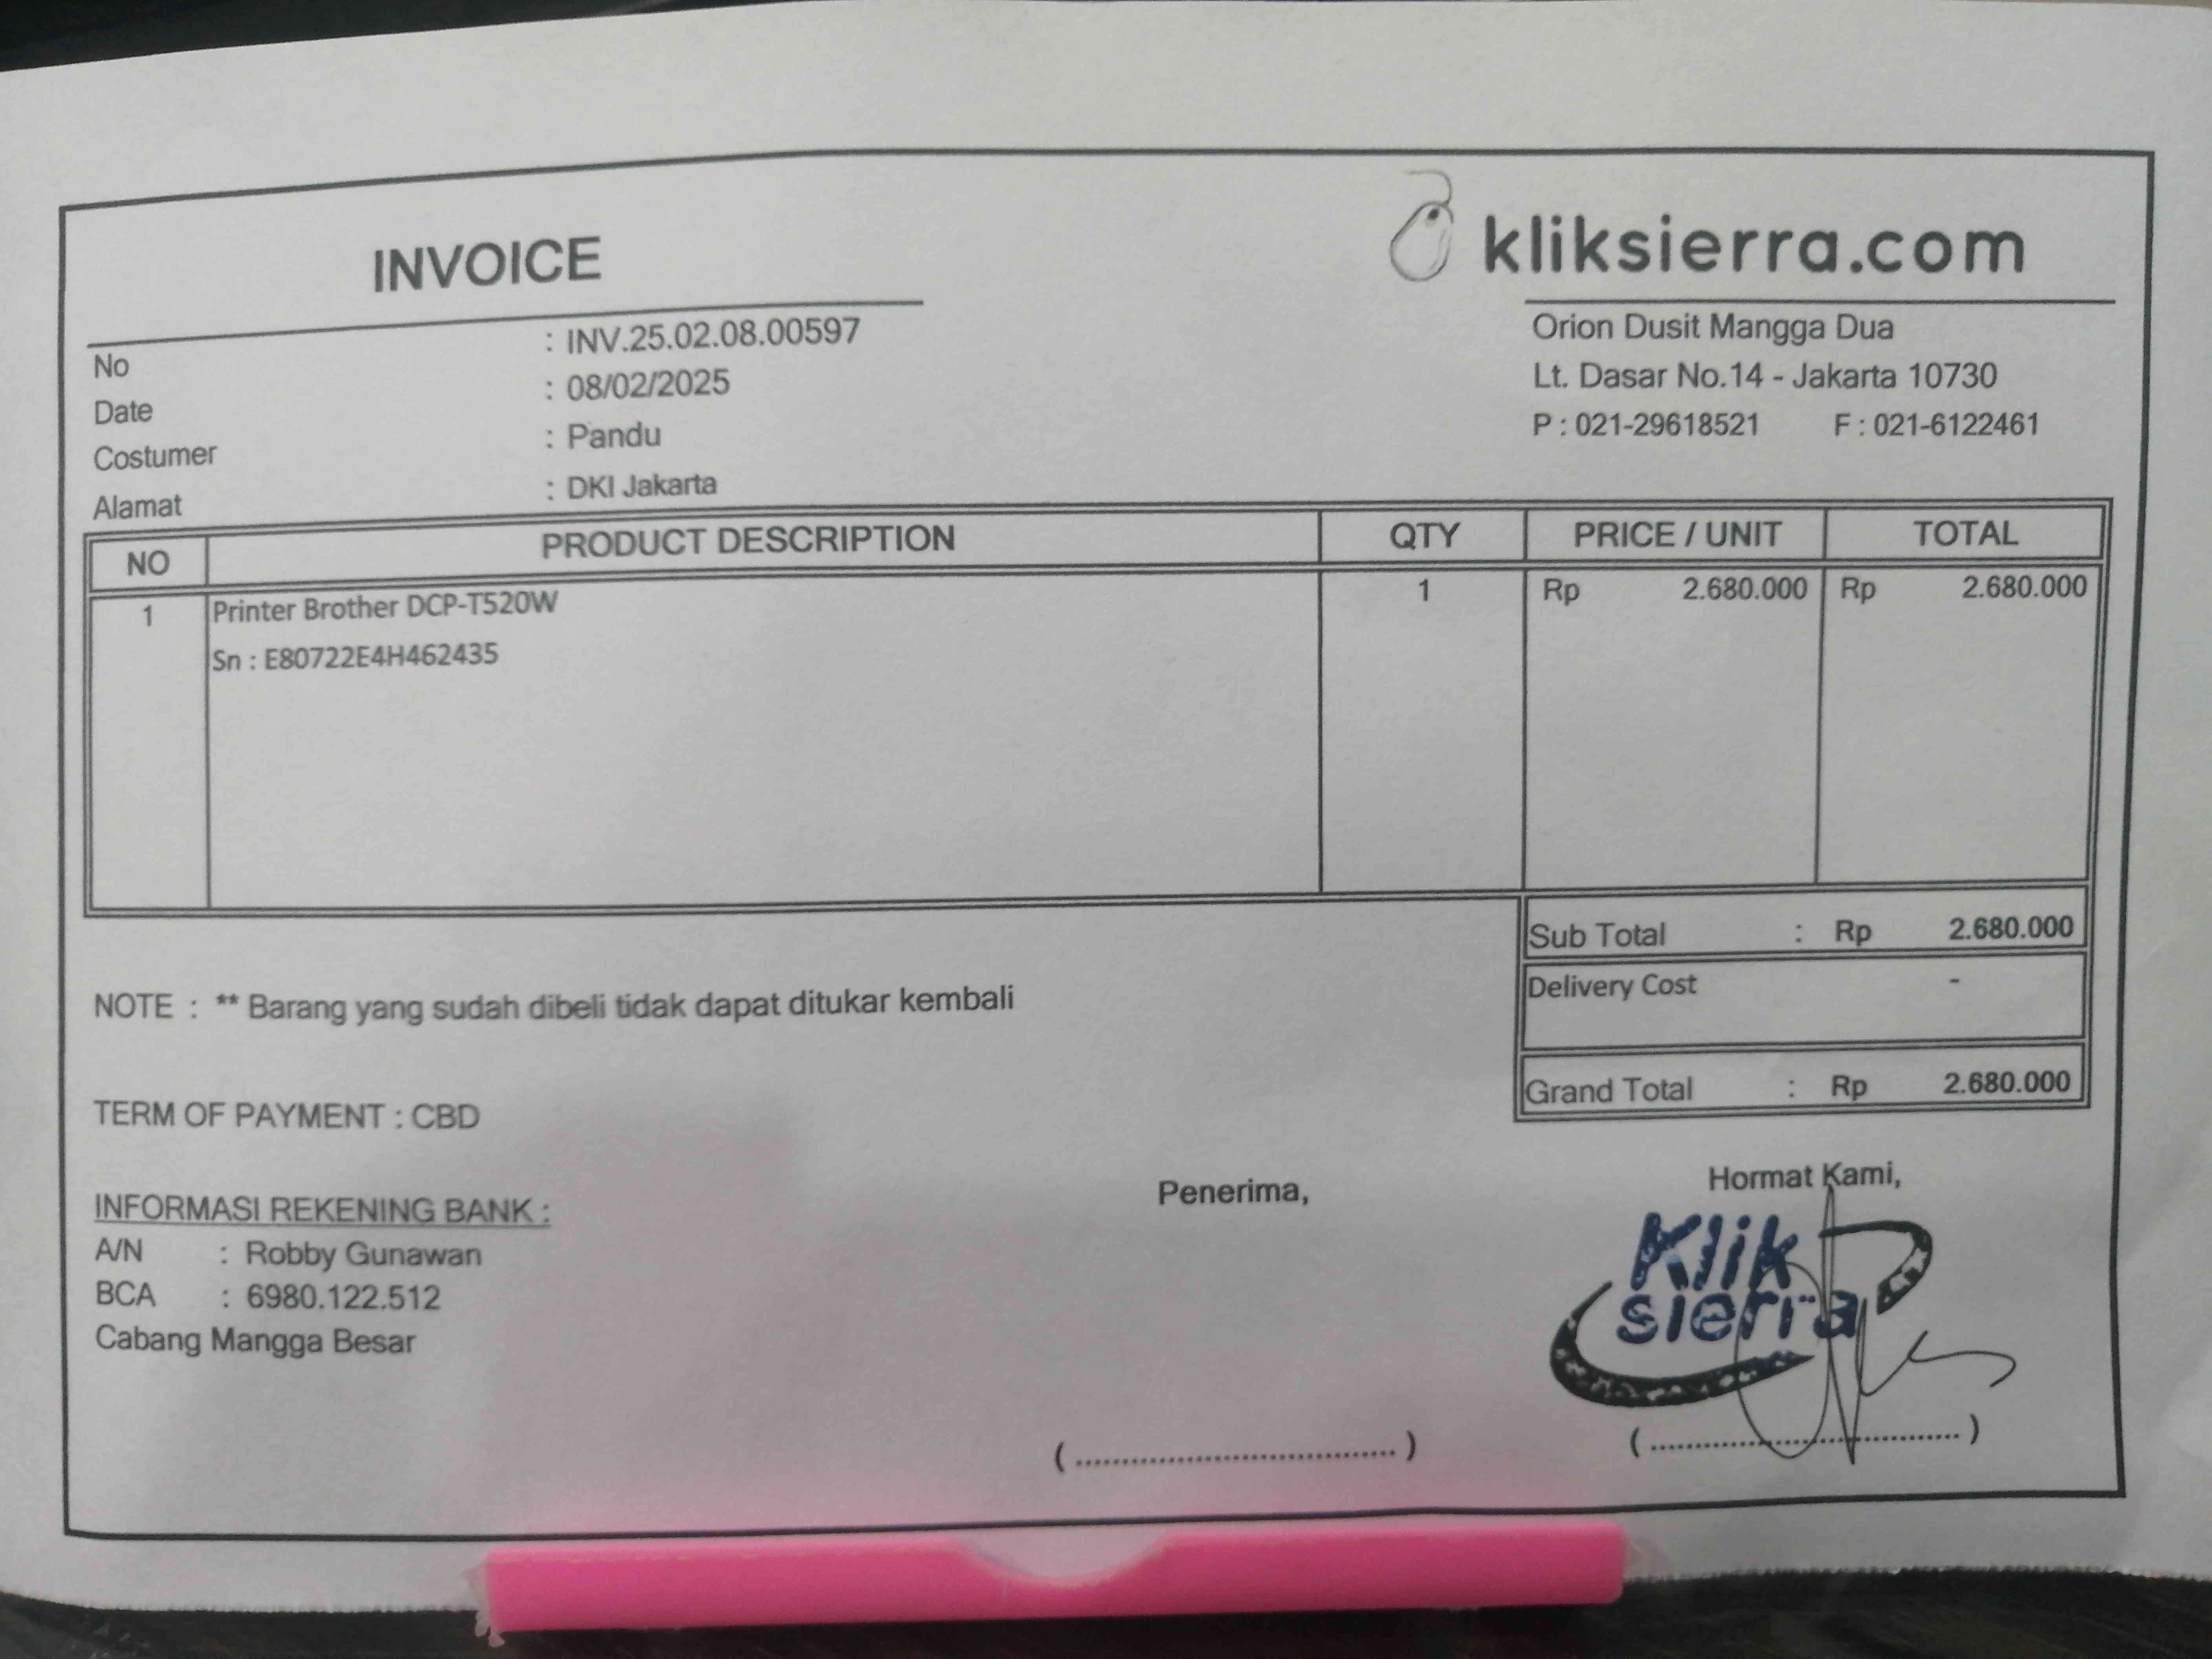 INVOICE
kliksierra.com
No : INV.25.02.08.00597
Date : 08/02/2025
Costumer : Pandu
Alamat : DKI Jakarta
Orion Dusit Mangga Dua
Lt. Dasar No.14 - Jakarta 10730
P : 021-29618521 F : 021-6122461
NO PRODUCT DESCRIPTION QTY PRICE / UNIT TOTAL
1 Printer Brother DCP-T520W 1 Rp 2.680.000 Rp 2.680.000
Sn : E80722E4H462435
Sub Total : Rp 2.680.000
Delivery Cost -
Grand Total : Rp 2.680.000
NOTE : ** Barang yang sudah dibeli tidak dapat ditukar kembali
TERM OF PAYMENT : CBD
INFORMASI REKENING BANK :
A/N : Robby Gunawan
BCA : 6980.122.512
Cabang Mangga Besar
Penerima,
(..............................)
Hormat Kami,
Klik
sierra
(..............................)